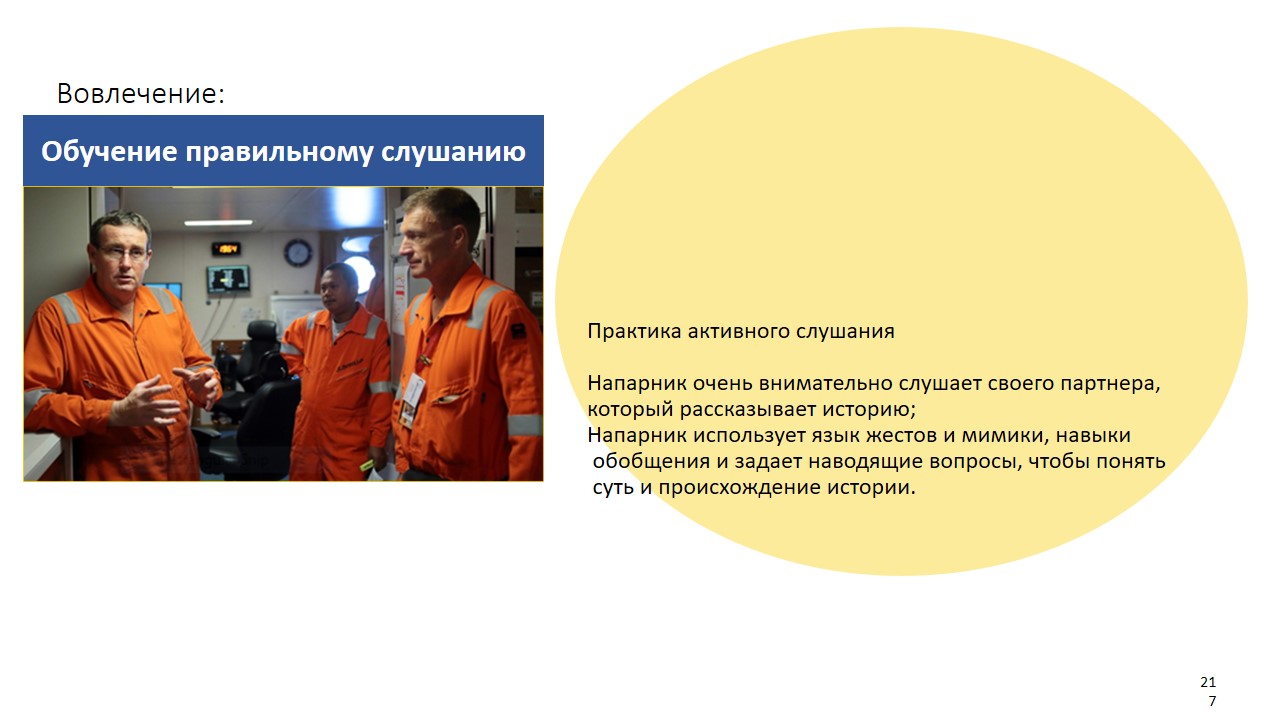 Вовлечение:
Обучение правильному слушанию
Практика активного слушания
Напарник очень внимательно слушает своего партнера,
который рассказывает историю;
Напарник использует язык жестов и мимики, навыки
обобщения и задает наводящие вопросы, чтобы понять
суть и происхождение истории.
21
7